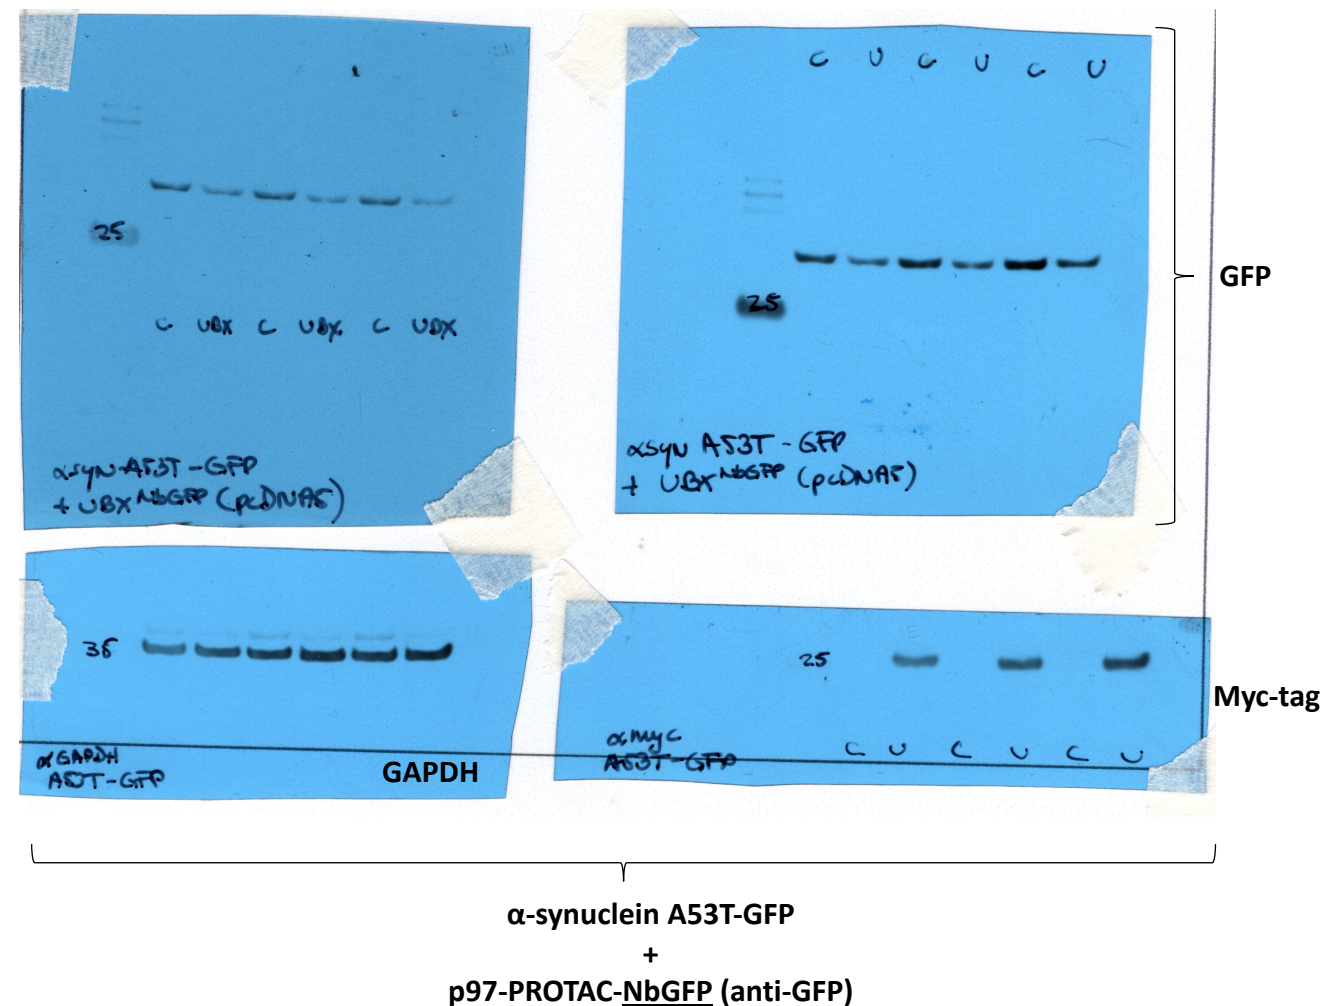 25
C UBX C UBX C UBX
αsyn-A53T-GFP
+ UBX NbGFP (pcDNA5)
C U C U C U
25
αsyn A53T-GFP
+ UBX NbGFP (pcDNA5)
GFP
36
αGAPDH
A53T-GFP
GAPDH
25
C U C U C U
αmyc
A53T-GFP
Myc-tag
α-synuclein A53T-GFP
+
p97-PROTAC-NbGFP (anti-GFP)